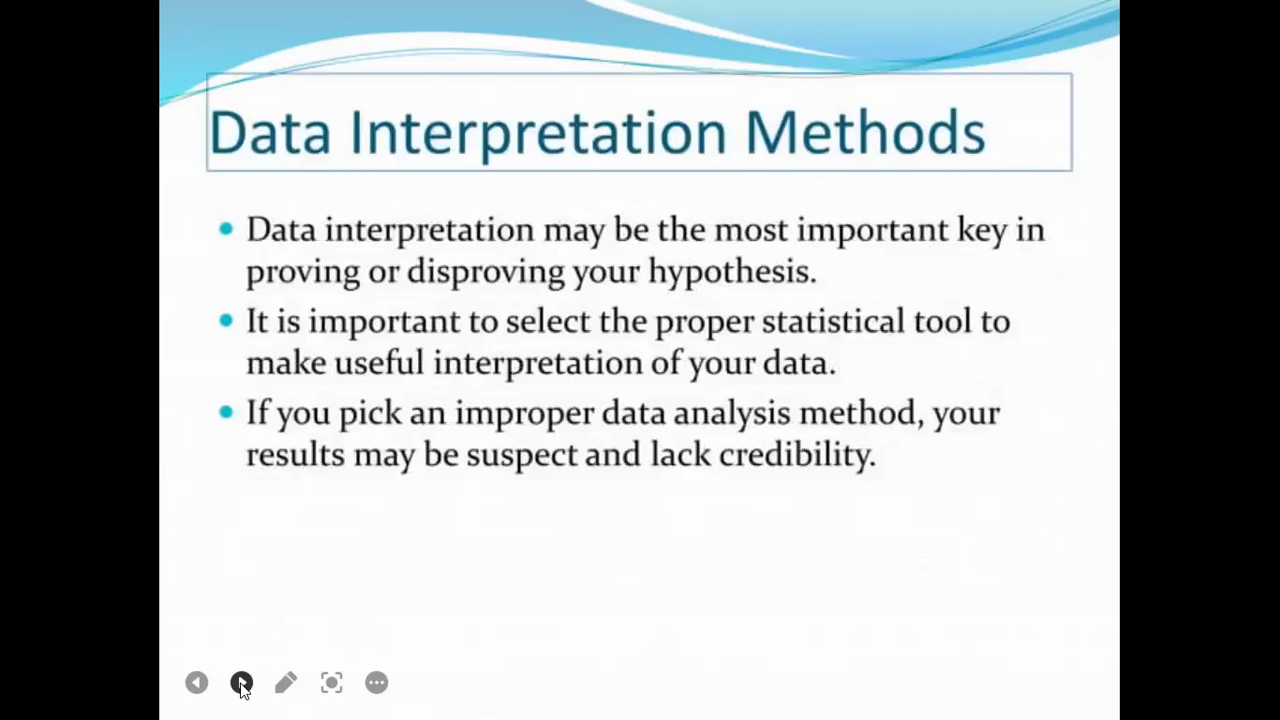 Data Interpretation Methods
• Data interpretation may be the most important key in
proving or disproving your hypothesis.
• It is important to select the proper statistical tool to
make useful interpretation of your data.
• If you pick an improper data analysis method, your
results may be suspect and lack credibility.